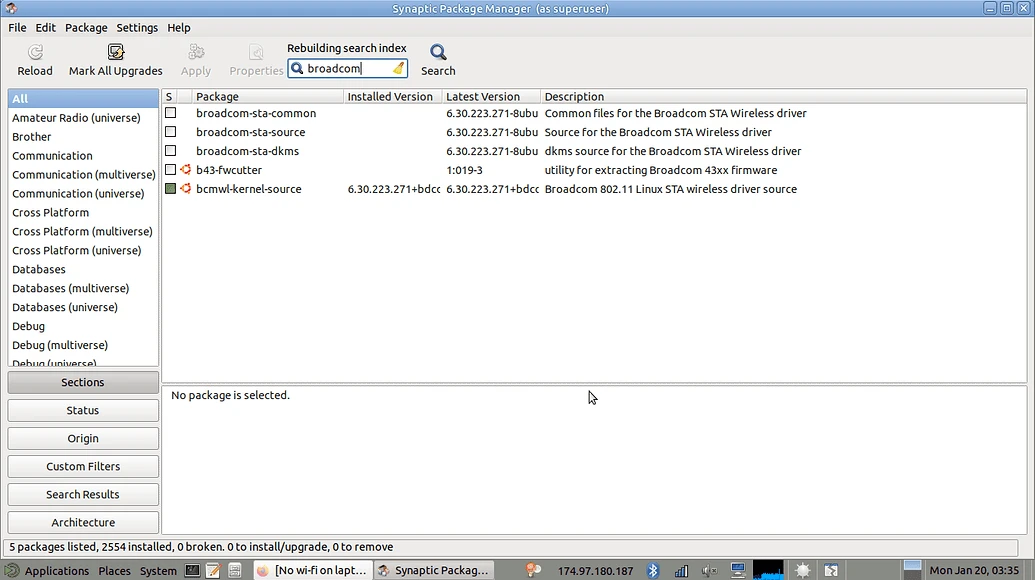 Synaptic Package Manager (as superuser)
File Edit Package Settings Help
Rebuilding search index
broadcom
Reload Mark All Upgrades Apply Properties Search
S Package Installed Version Latest Version Description
broadcom-sta-common 6.30.223.271-8ubu Common files for the Broadcom STA Wireless driver
broadcom-sta-source 6.30.223.271-8ubu Source for the Broadcom STA Wireless driver
broadcom-sta-dkms 6.30.223.271-8ubu dkms source for the Broadcom STA Wireless driver
b43-fwcutter 1:019-3 utility for extracting Broadcom 43xx firmware
bcmwl-kernel-source 6.30.223.271+bdcc 6.30.223.271+bdcc Broadcom 802.11 Linux STA wireless driver source
All
Amateur Radio (universe)
Brother
Communication
Communication (multiverse)
Communication (universe)
Cross Platform
Cross Platform (multiverse)
Cross Platform (universe)
Databases
Databases (multiverse)
Databases (universe)
Debug
Debug (multiverse)
Debug (universe)
Sections
Status
Origin
Custom Filters
Search Results
Architecture
No package is selected.
5 packages listed, 2554 installed, 0 broken. 0 to install/upgrade, 0 to remove
Applications Places System [No wi-fi on lapt... Synaptic Packag... 174.97.180.187 Mon Jan 20, 03:35